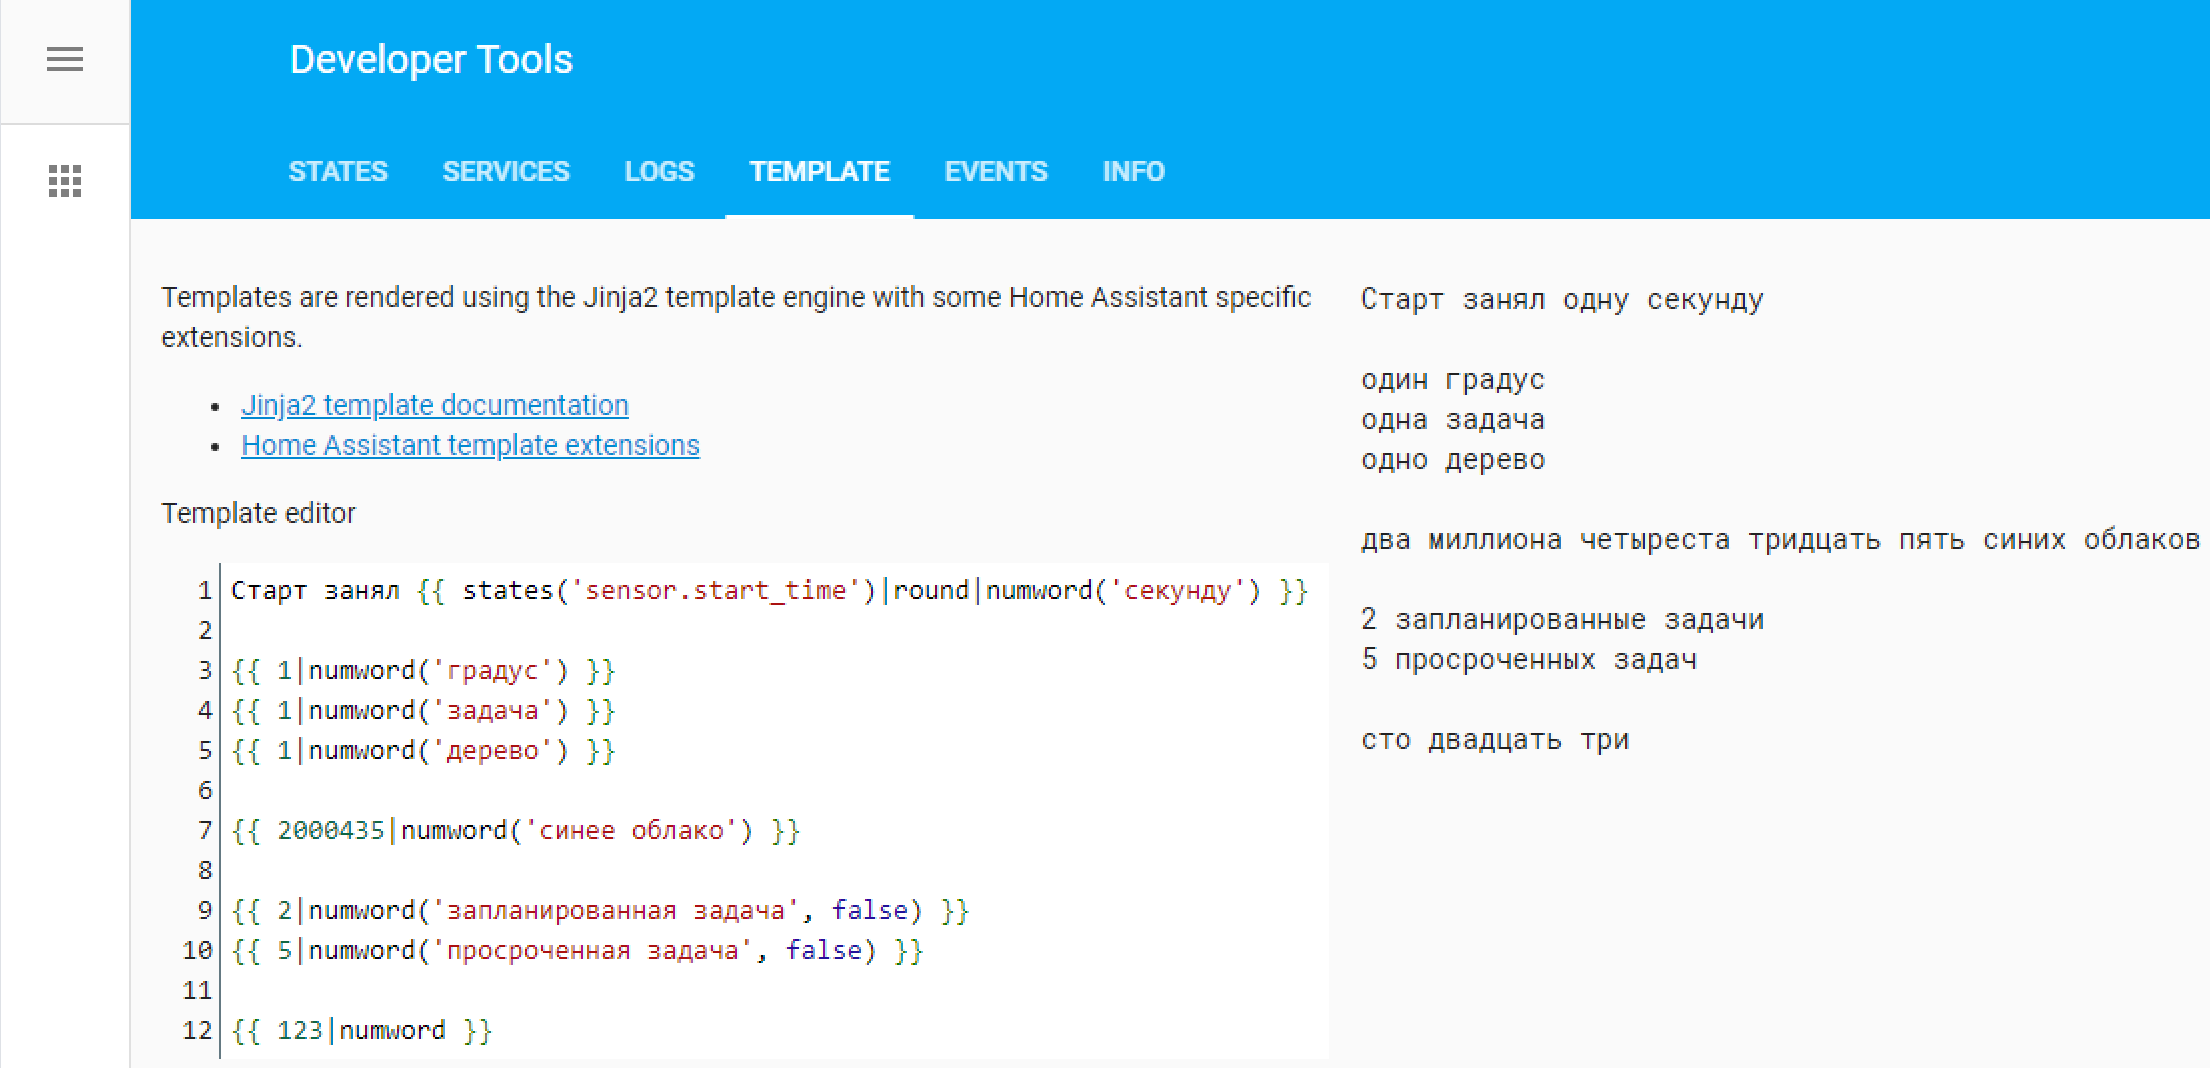 Developer Tools
STATES SERVICES LOGS TEMPLATE EVENTS INFO
Templates are rendered using the Jinja2 template engine with some Home Assistant specific
extensions.
• Jinja2 template documentation
• Home Assistant template extensions
Template editor
1 Старт занял {{ states('sensor.start_time')|round|numword('секунду') }}
2
3 {{ 1|numword('градус') }}
4 {{ 1|numword('задача') }}
5 {{ 1|numword('дерево') }}
6
7 {{ 2000435|numword('синее облако') }}
8
9 {{ 2|numword('запланированная задача', false) }}
10 {{ 5|numword('просроченная задача', false) }}
11
12 {{ 123|numword }}
Старт занял одну секунду
один градус
одна задача
одно дерево
два миллиона четыреста тридцать пять синих облаков
2 запланированные задачи
5 просроченных задач
сто двадцать три